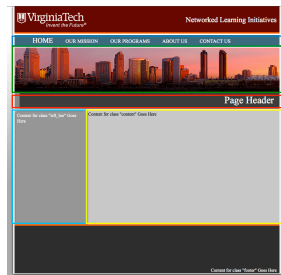 VirginiaTech
Invent the Future®
Networked Learning Initiatives
HOME OUR MISSION OUR PROGRAMS ABOUT US CONTACT US
Page Header
Content for class "left_bar" Goes
Here
Content for class "content" Goes
Here
Content for class "footer" Goes Here